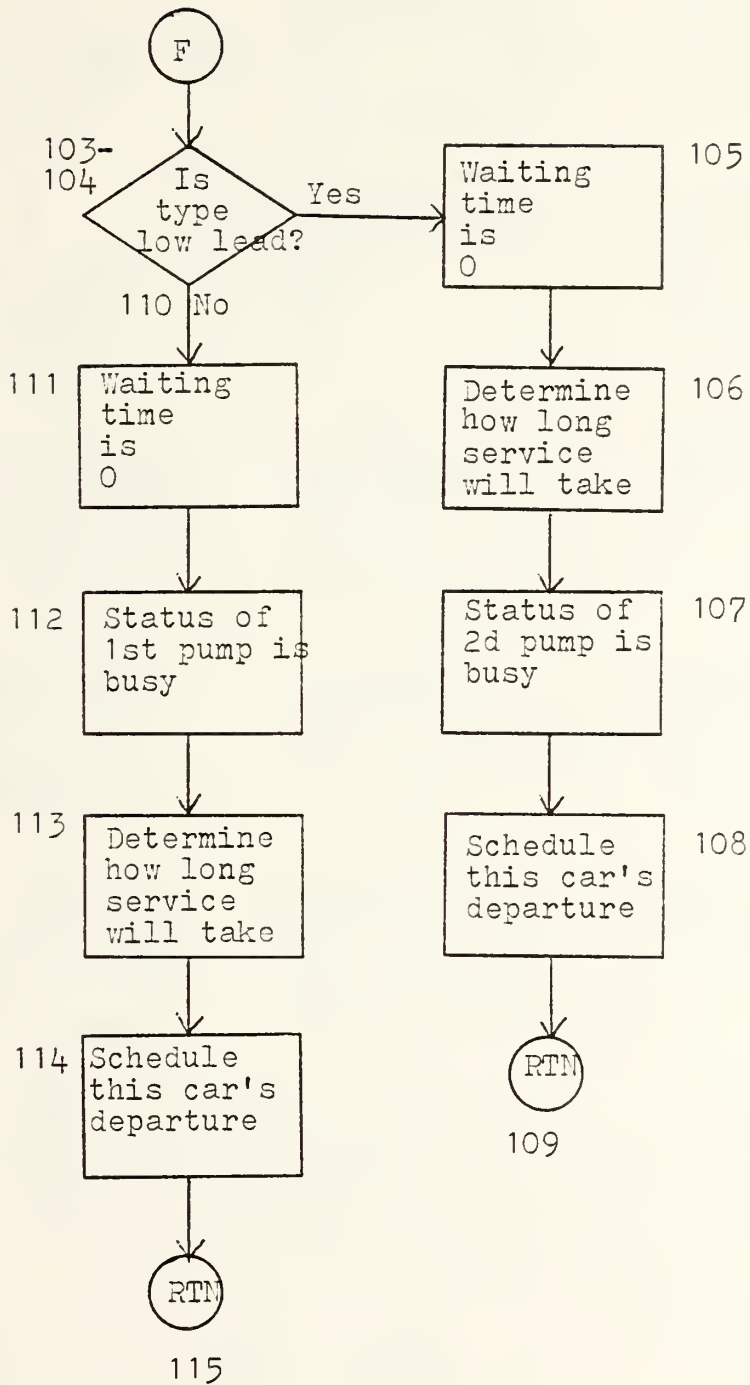 F
103-
104
Is
type
low lead?
Yes
105
Waiting
time
is
0
110 No
111
Waiting
time
is
0
106
Determine
how long
service
will take
112
Status of
1st pump is
busy
107
Status of
2d pump is
busy
113
Determine
how long
service
will take
108
Schedule
this car's
departure
114
Schedule
this car's
departure
RTN
109
RTN
115